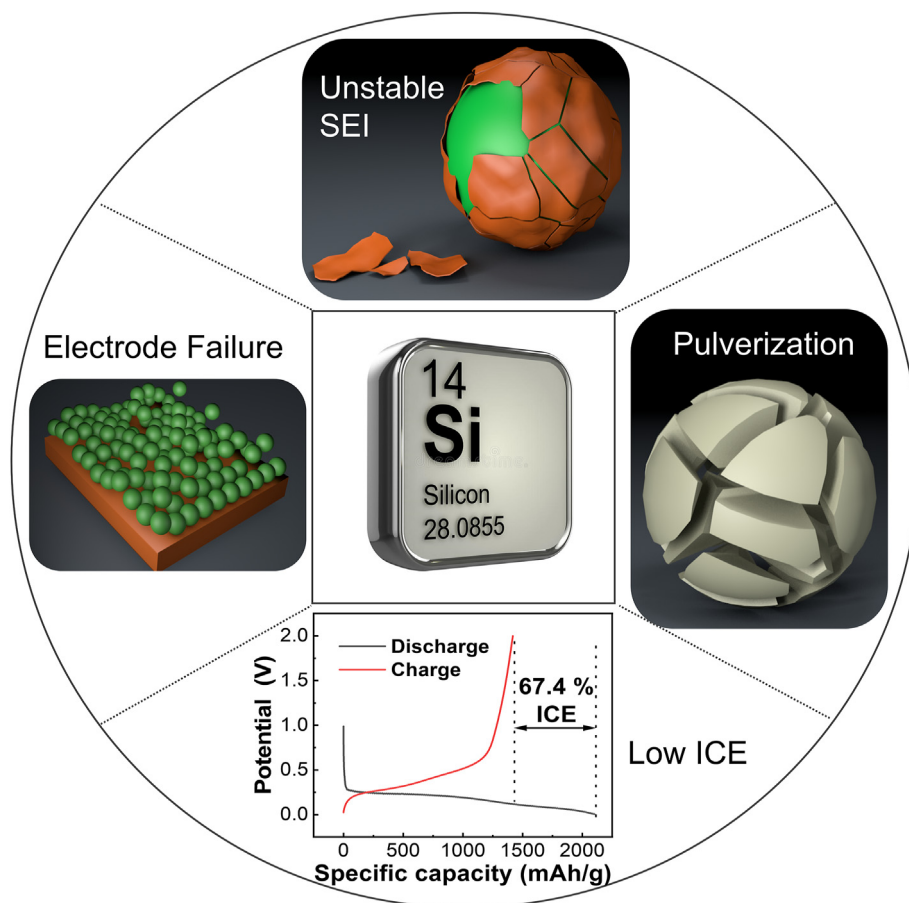 Unstable
SEI
Electrode Failure
Pulverization
14
Si
Silicon
28.0855
Discharge
Charge
67.4 %
ICE
Low ICE
Potential (V)
2.0
1.5
1.0
0.5
0.0
0 500 1000 1500 2000
Specific capacity (mAh/g)